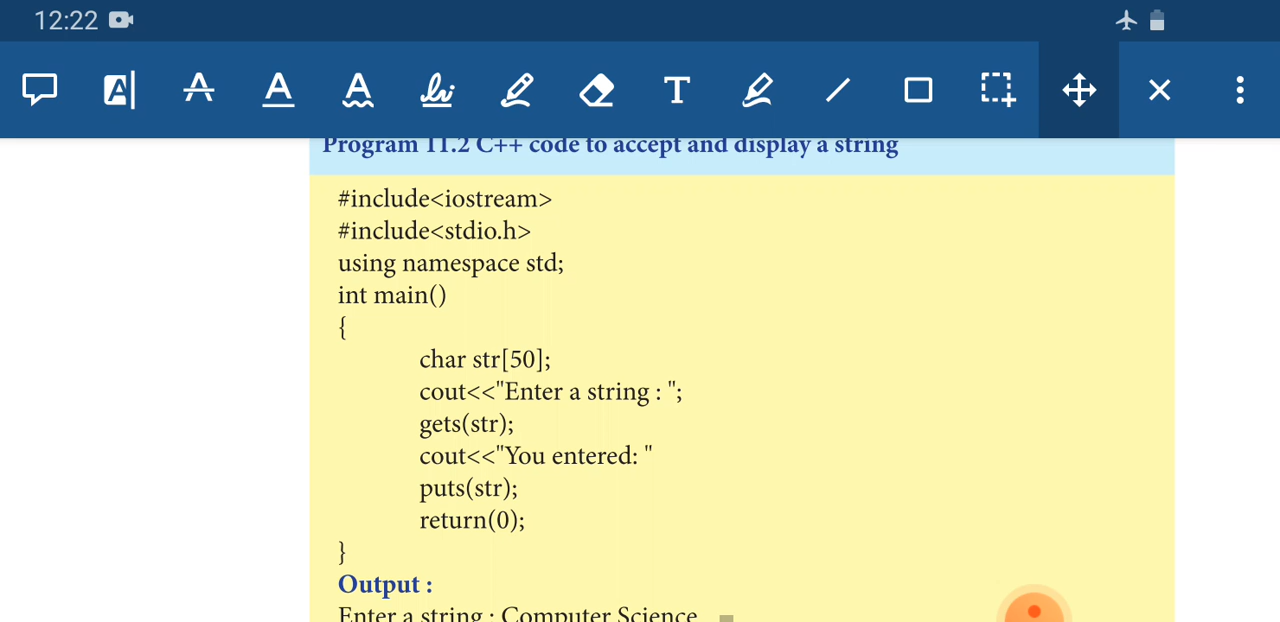 12:22
Program 11.2 C++ code to accept and display a string
#include<iostream>
#include<stdio.h>
using namespace std;
int main()
{
char str[50];
cout<<"Enter a string : ";
gets(str);
cout<<"You entered: "
puts(str);
return(0);
}
Output :
Enter a string : Computer Science